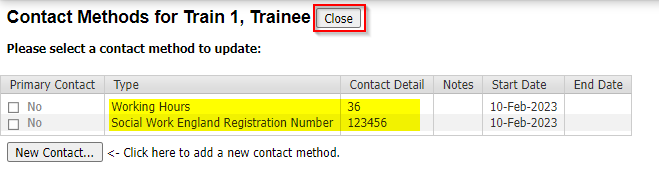 Contact Methods for Train 1, Trainee Close
Please select a contact method to update:
Primary Contact Type Contact Detail Notes Start Date End Date
No Working Hours 36 10-Feb-2023
No Social Work England Registration Number 123456 10-Feb-2023
New Contact... <- Click here to add a new contact method.